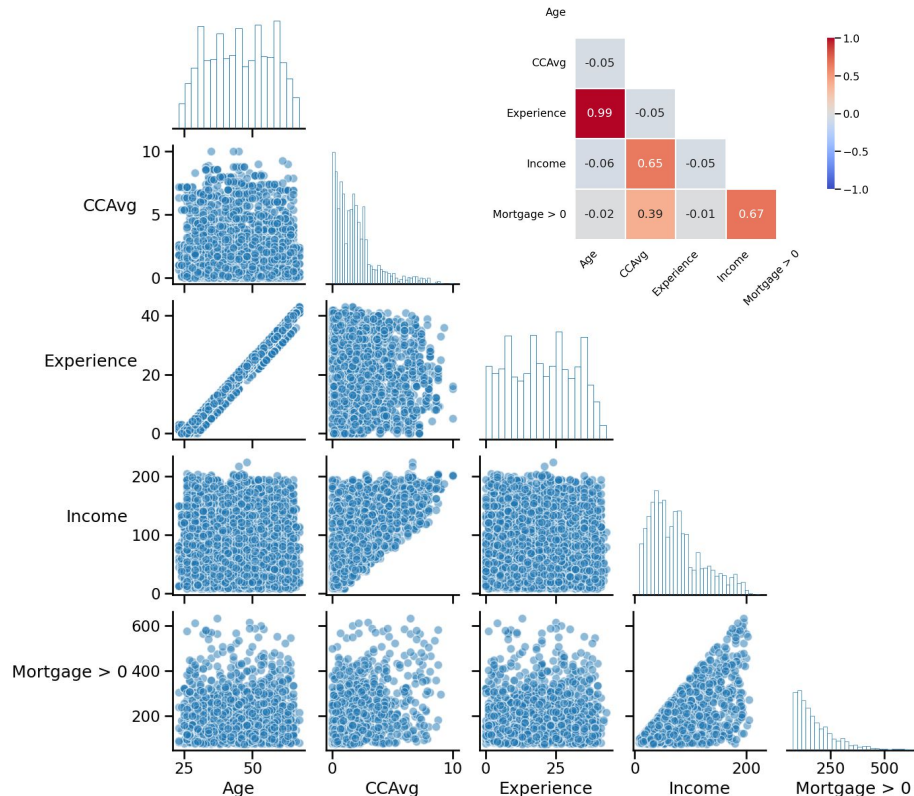 Age
1.0
CCAvg
-0.05
0.5
Experience
0.99
-0.05
0.0
Income
-0.06
0.65
-0.05
-0.5
Mortgage > 0
-0.02
0.39
-0.01
0.67
-1.0
Age
CCAvg
Experience
Income
Mortgage > 0
CCAvg
10
5
0
Experience
40
20
0
Income
200
100
0
Mortgage > 0
600
400
200
25
50
0
10
0
25
0
200
250
500
Age
CCAvg
Experience
Income
Mortgage > 0